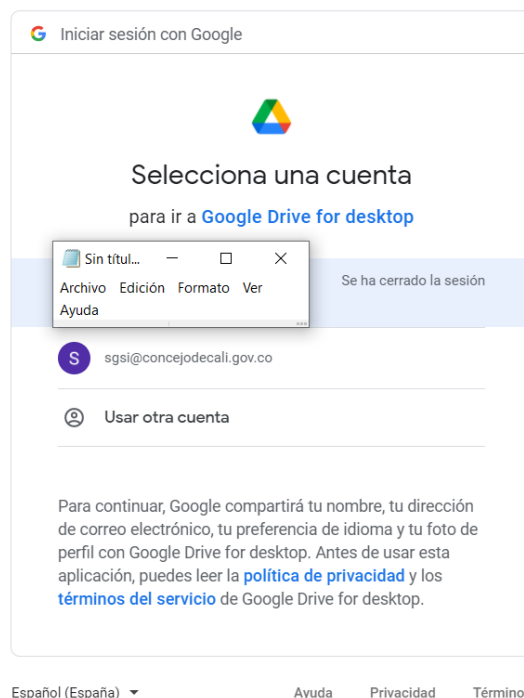 Iniciar sesión con Google
Selecciona una cuenta
para ir a Google Drive for desktop
Sin títul...
Archivo Edición Formato Ver
Ayuda
Se ha cerrado la sesión
S
sgsi@concejodecali.gov.co
Usar otra cuenta
Para continuar, Google compartirá tu nombre, tu dirección
de correo electrónico, tu preferencia de idioma y tu foto de
perfil con Google Drive for desktop. Antes de usar esta
aplicación, puedes leer la política de privacidad y los
términos del servicio de Google Drive for desktop.
Español (España) Ayuda Privacidad Término